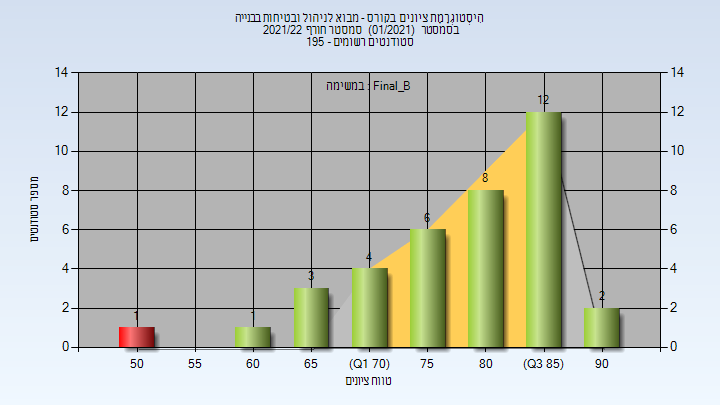 היסטוגרמת ציונים בקורס - מבוא לניהול ובטיחות בבנייה
בסמסטר (01/2021) סמסטר חורף 2021/22
סטודנטים רשומים - 195
במשימה : Final_B
מספר סטודנטים
14 14
12 12
10 10
8 8
6 6
4 4
2 2
0 0
1 1 3 4 6 8 12 2
50 55 60 65 (Q1 70) 75 80 (Q3 85) 90
טווח ציונים